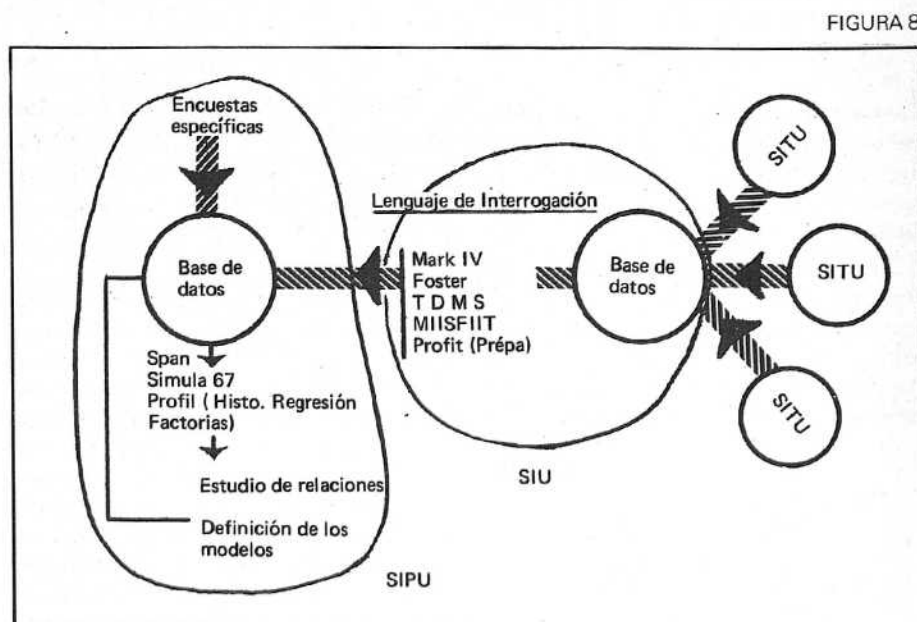 FIGURA 8
Encuestas
específicas
Base de
datos
Span
Simula 67
Profil ( Histo. Regresión
Factorias)
Estudio de relaciones
Definición de los
modelos
SIPU
Lenguaje de Interrogación
Mark IV
Foster
T D M S
MIISFIIT
Profit (Prépa)
Base de
datos
SIU
SITU
SITU
SITU